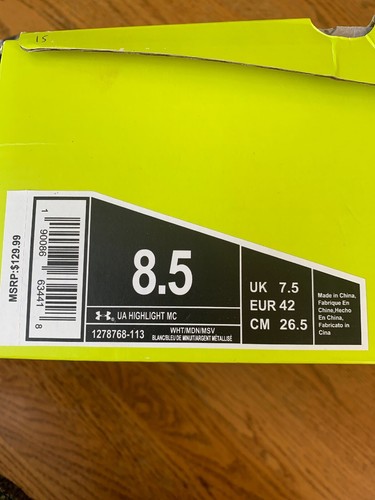 15
MSRP:$129.99
1 90086 63441 8
8.5
UA HIGHLIGHT MC
1278768-113
WHT/MDN/MSV
BLANC/BLEU DE MINUIT/ARGENT MÉTALLISÉ
UK 7.5
EUR 42
CM 26.5
Made in China,
Fabrique En
Chine,Hecho
En China,
Fabricato in
Cina